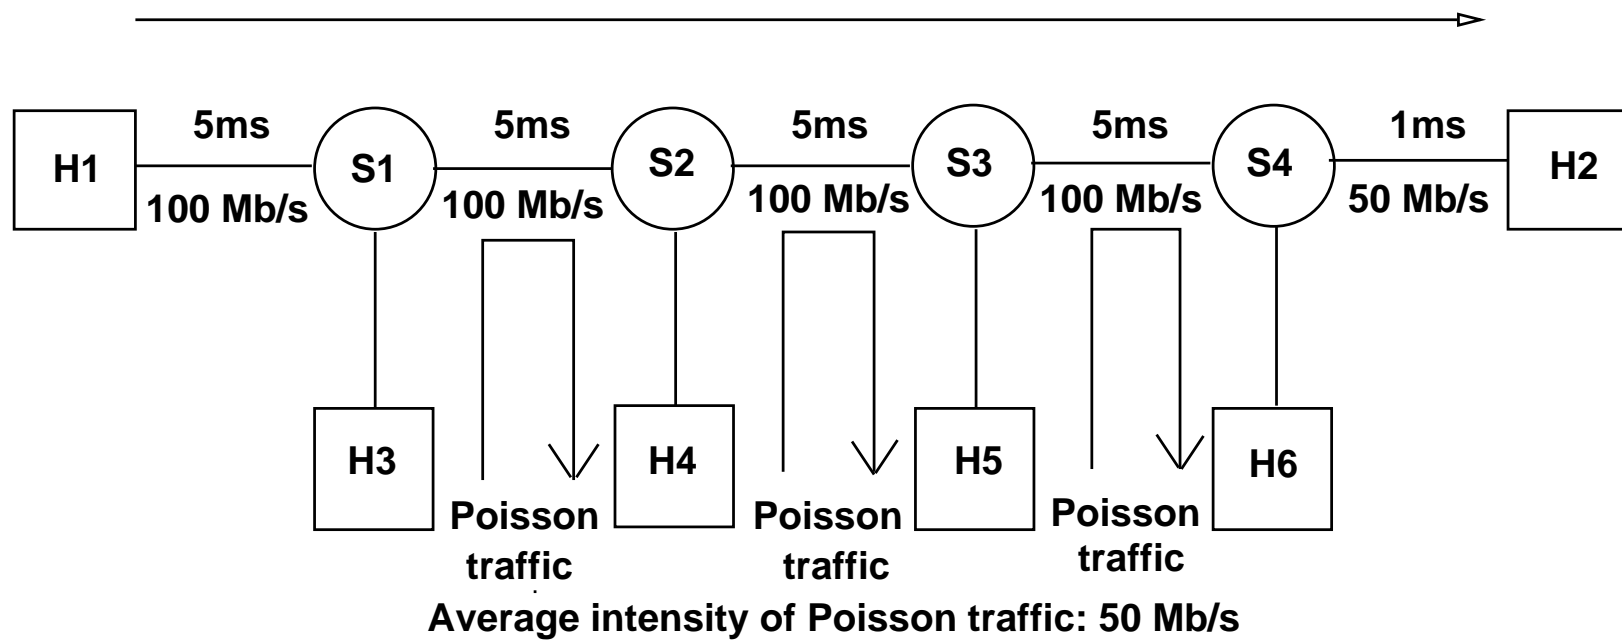 5ms 5ms 5ms 5ms 1ms
H1 S1 S2 S3 S4 H2
100 Mb/s 100 Mb/s 100 Mb/s 100 Mb/s 50 Mb/s
H3 H4 H5 H6
Poisson Poisson Poisson
traffic traffic traffic
Average intensity of Poisson traffic: 50 Mb/s